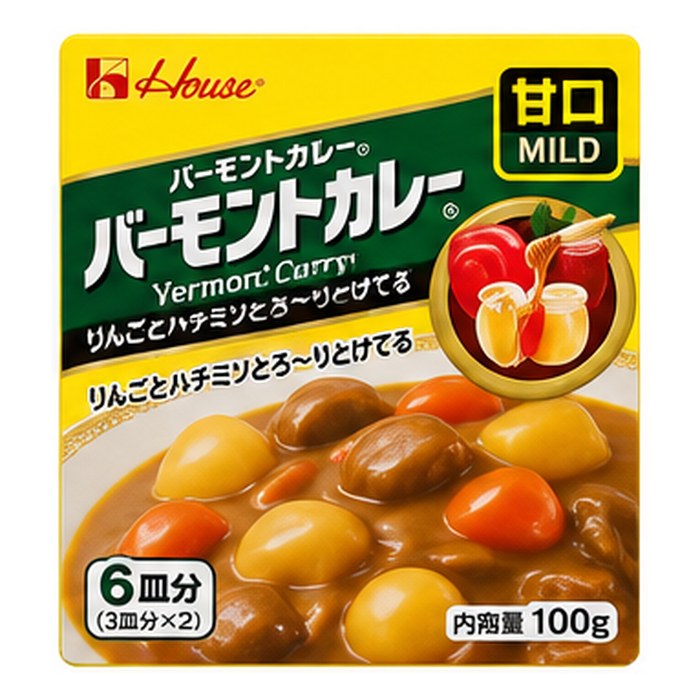 House
甘口
MILD
バーモントカレー®
バーモントカレー®
Vermont Curry
りんごとハチミツとろ〜りとけてる
りんごとハチミツとろ〜りとけてる
6皿分
(3皿分×2)
100g